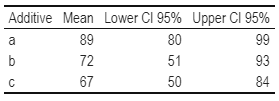 Additive Mean Lower CI 95% Upper CI 95%
a 89 80 99
b 72 51 93
c 67 50 84